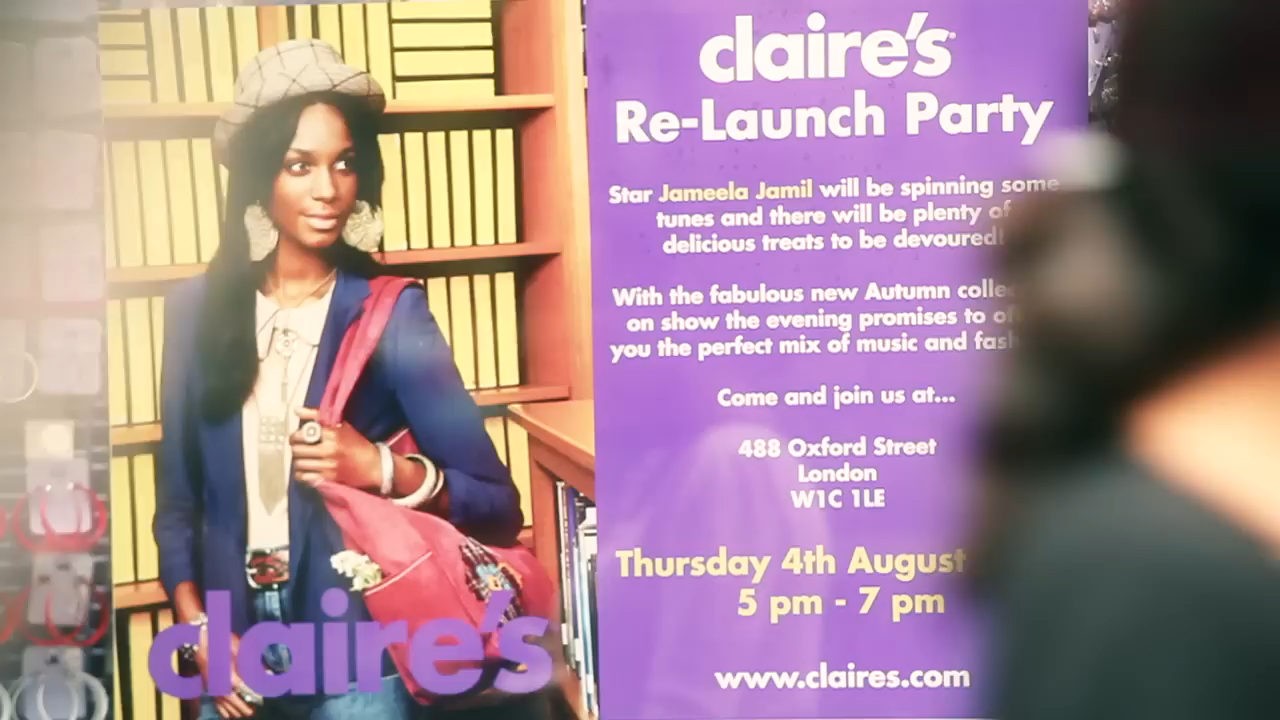 claire's
claire's
Re-Launch Party
Star Jameela Jamil will be spinning some
tunes and there will be plenty of
delicious treats to be devoured!
With the fabulous new Autumn
on show the evening promises to
you the perfect mix of music and
Come and join us at...
488 Oxford Street
London
W1C 1LE
Thursday 4th August
5 pm - 7 pm
www.claires.com